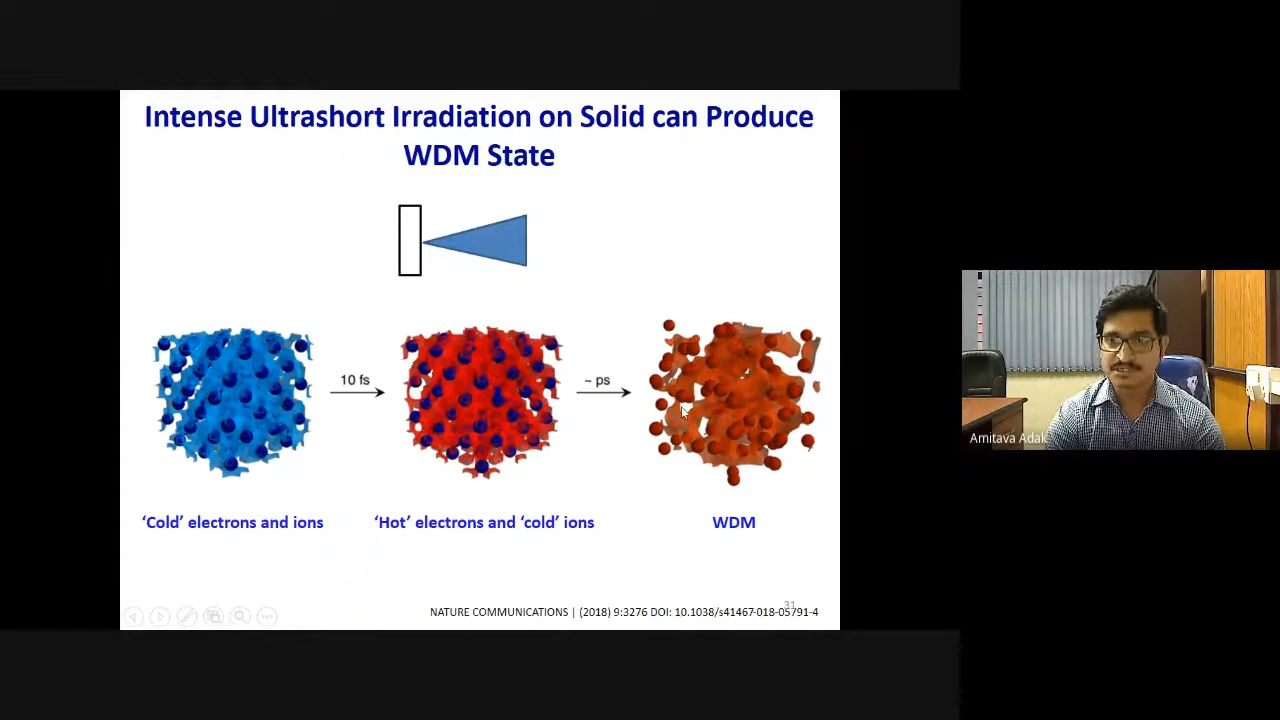 Intense Ultrashort Irradiation on Solid can Produce
WDM State
10 fs
~ ps
‘Cold’ electrons and ions
‘Hot’ electrons and ‘cold’ ions
WDM
31
NATURE COMMUNICATIONS | (2018) 9:3276 DOI: 10.1038/s41467-018-05791-4
Amitava Adak